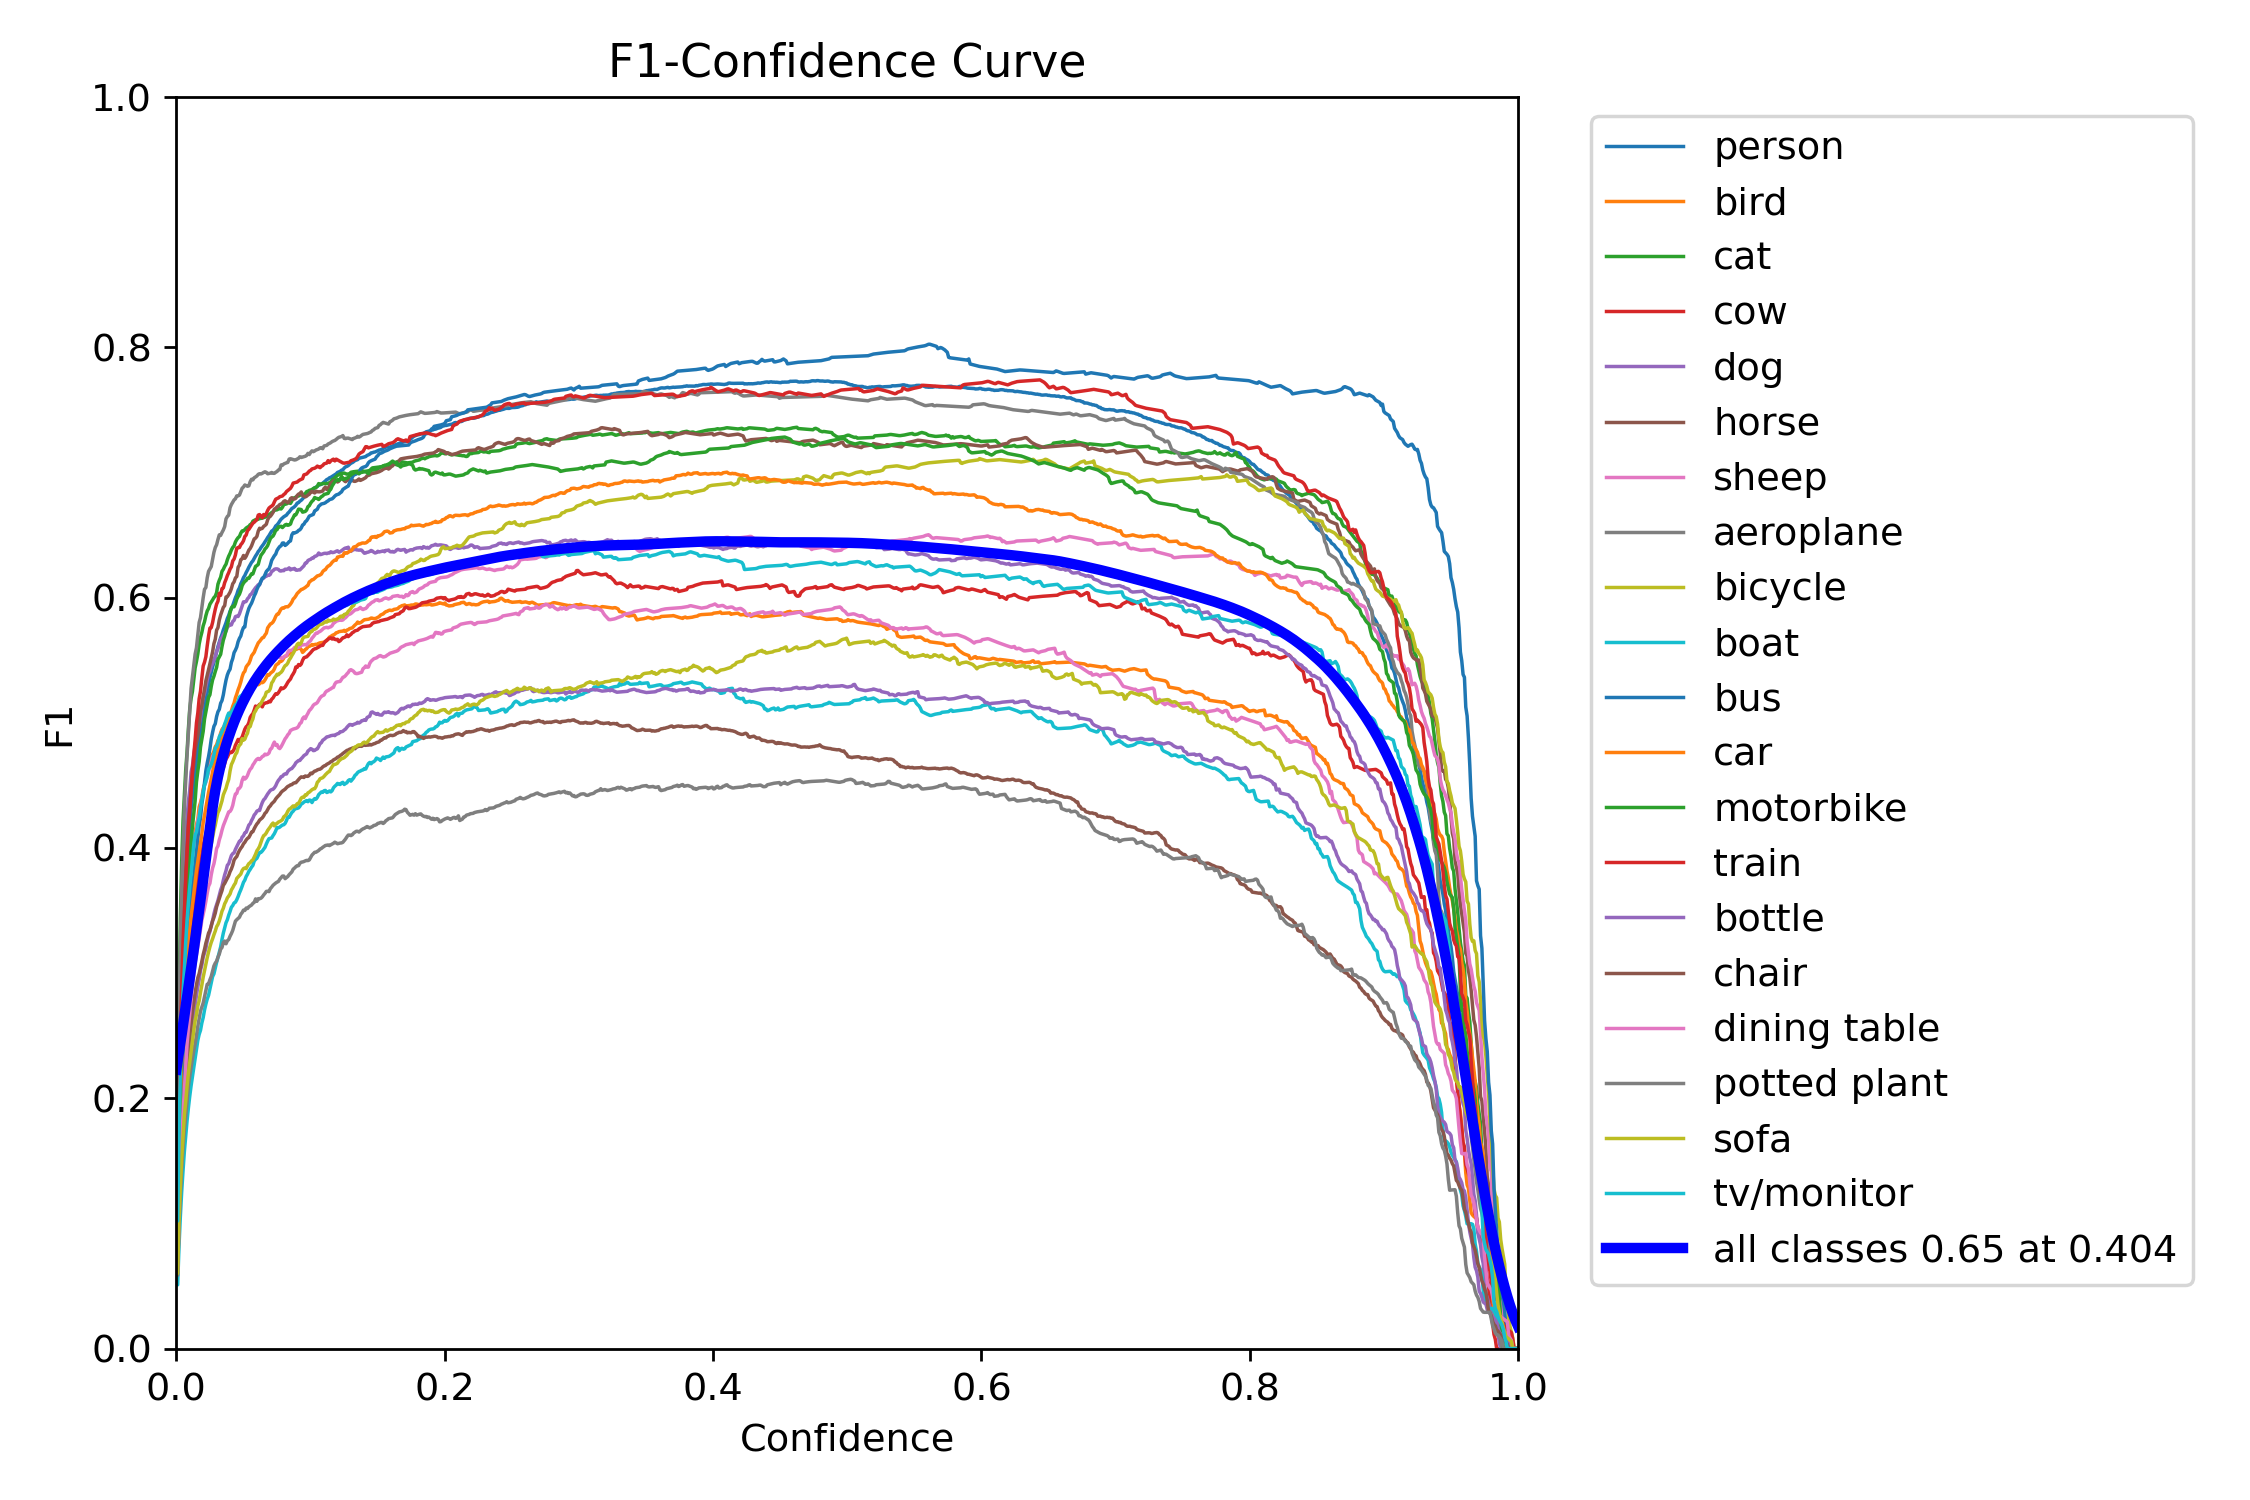 F1-Confidence Curve
1.0
0.8
0.6
0.4
0.2
0.0
F1
0.0 0.2 0.4 0.6 0.8 1.0
Confidence
person
bird
cat
cow
dog
horse
sheep
aeroplane
bicycle
boat
bus
car
motorbike
train
bottle
chair
dining table
potted plant
sofa
tv/monitor
all classes 0.65 at 0.404